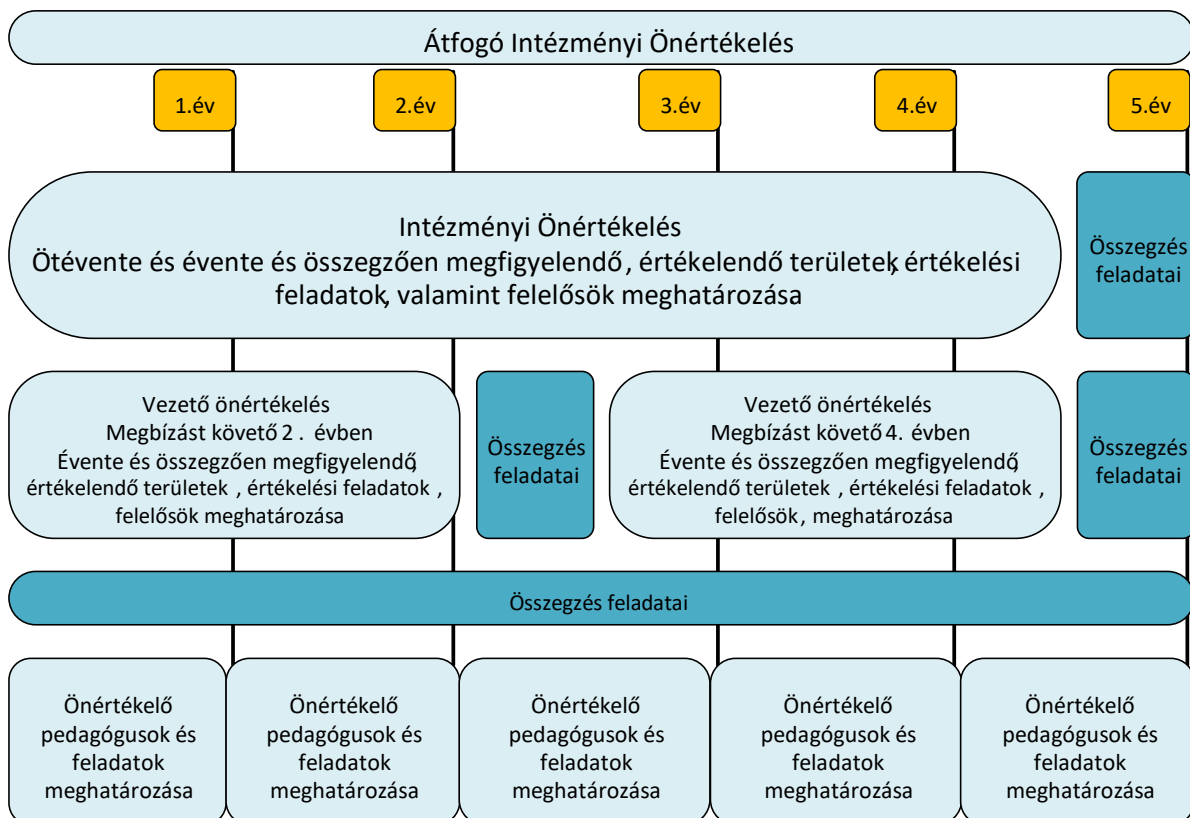 Átfogó Intézményi Önértékelés
1.év
2.év
3.év
4.év
5.év
Intézményi Önértékelés
Ötévente és évente és összegzően megfigyelendő , értékelendő területek, értékelési
feladatok, valamint felelősök meghatározása
Összegzés
feladatai
Vezető önértékelés
Megbízást követő 2 . évben
Évente és összegzően megfigyelendő,
értékelendő területek , értékelési feladatok ,
felelősök meghatározása
Összegzés
feladatai
Vezető önértékelés
Megbízást követő 4. évben
Évente és összegzően megfigyelendő,
értékelendő területek , értékelési feladatok ,
felelősök , meghatározása
Összegzés
feladatai
Összegzés feladatai
Önértékelő
pedagógusok és
feladatok
meghatározása
Önértékelő
pedagógusok és
feladatok
meghatározása
Önértékelő
pedagógusok és
feladatok
meghatározása
Önértékelő
pedagógusok és
feladatok
meghatározása
Önértékelő
pedagógusok és
feladatok
meghatározása